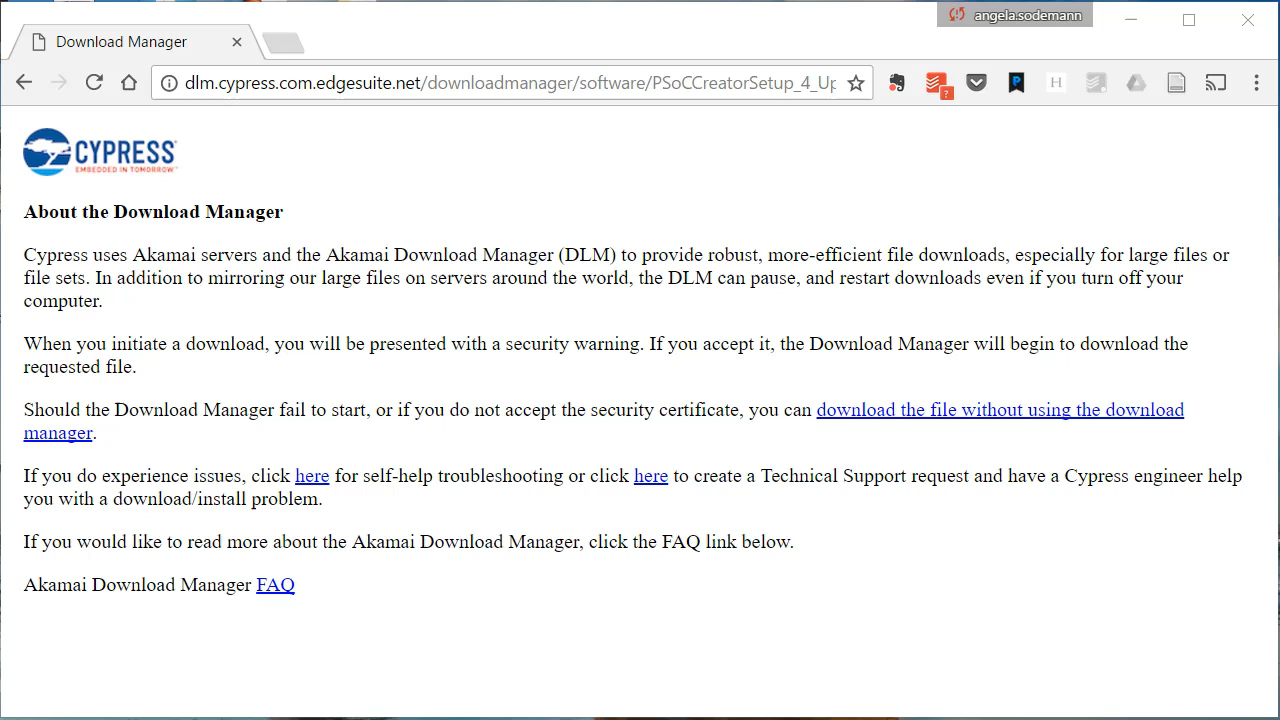 angela.sodemann
Download Manager
dlm.cypress.com.edgesuite.net/downloadmanager/software/PSoCCreatorSetup_4_Up
?
H
CYPRESS
EMBEDDED IN TOMORROW
About the Download Manager
Cypress uses Akamai servers and the Akamai Download Manager (DLM) to provide robust, more-efficient file downloads, especially for large files or
file sets. In addition to mirroring our large files on servers around the world, the DLM can pause, and restart downloads even if you turn off your
computer.
When you initiate a download, you will be presented with a security warning. If you accept it, the Download Manager will begin to download the
requested file.
Should the Download Manager fail to start, or if you do not accept the security certificate, you can download the file without using the download
manager.
If you do experience issues, click here for self-help troubleshooting or click here to create a Technical Support request and have a Cypress engineer help
you with a download/install problem.
If you would like to read more about the Akamai Download Manager, click the FAQ link below.
Akamai Download Manager FAQ